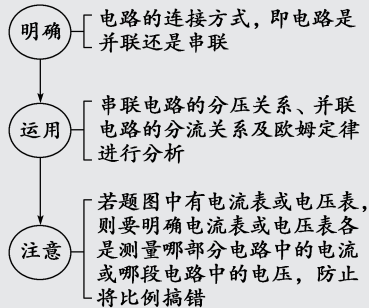 明确
电路的连接方式，即电路是
并联还是串联
运用
串联电路的分压关系、并联
电路的分流关系及欧姆定律
进行分析
注意
若题图中有电流表或电压表，
则要明确电流表或电压表各
是测量哪部分电路中的电流
或哪段电路中的电压，防止
将比例搞错